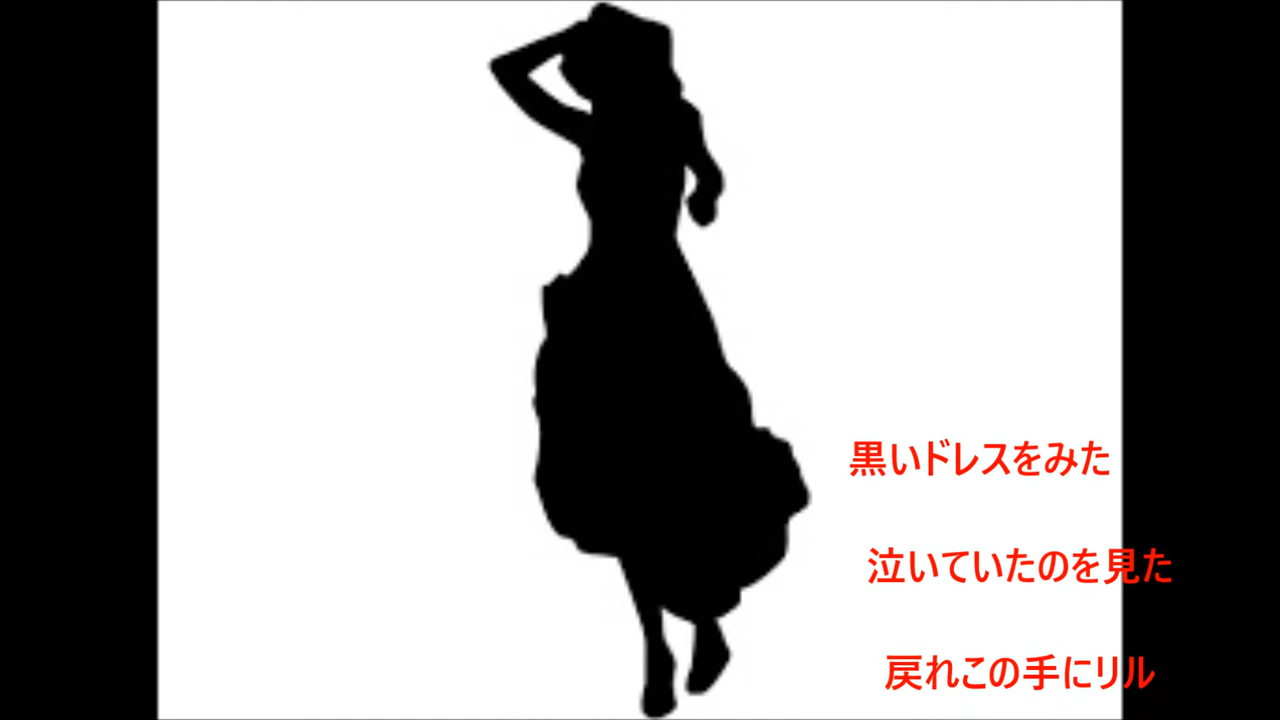 黒いドレスをみた
泣いていたのを見た
戻れこの手にリル